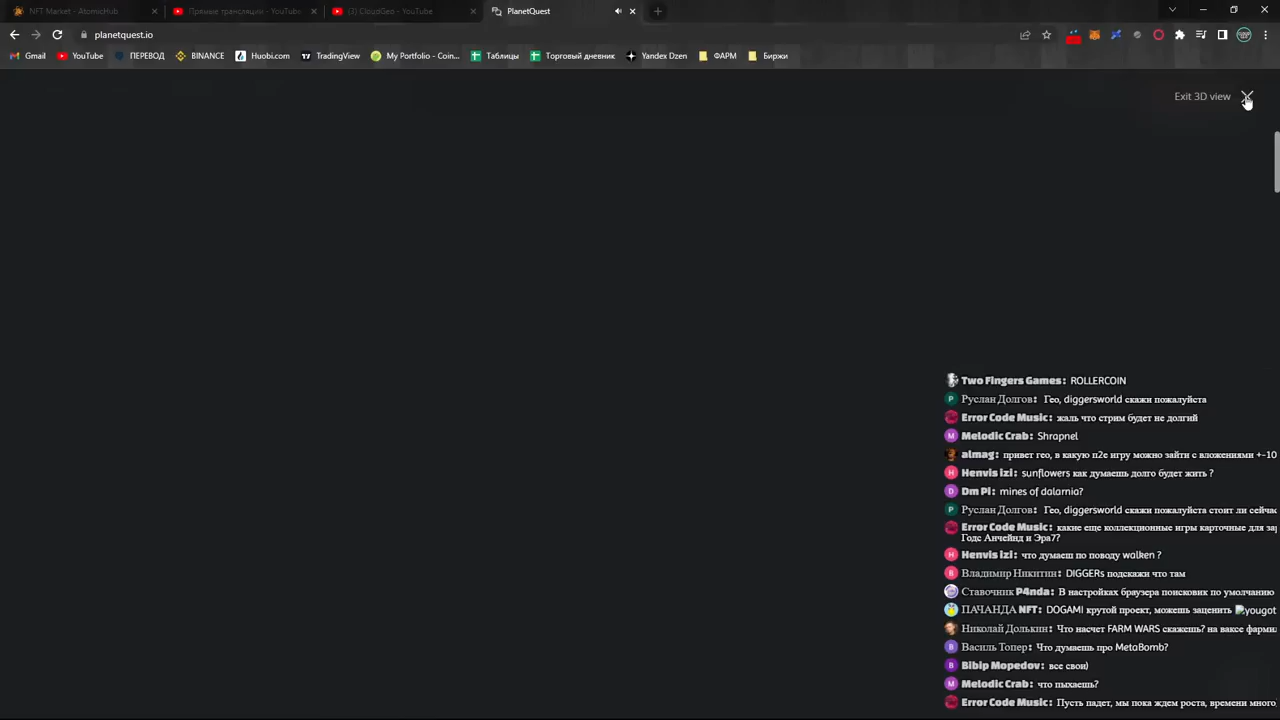 NFT Market - AtomicHub
Прямые трансляции - YouTube
(3) CloudGeo - YouTube
PlanetQuest
planetquest.io
Gmail
YouTube
ПЕРЕВОД
BINANCE
Huobi.com
TradingView
My Portfolio - Coin...
Таблицы
Торговый дневник
Yandex Dzen
ФАРМ
Биржи
Exit 3D view
Two Fingers Games: ROLLERCOIN
Руслан Долгов: Гео, diggersworld скажи пожалуйста
Error Code Music: жаль что стрим будет не долгий
Melodic Crab: Shrapnel
almag: привет гео, в какую п2е игру можно зайти с вложениями +-10
Henvis Izi: sunflowers как думаешь долго будет жить ?
Dm Pi: mines of dalarnia?
Руслан Долгов: Гео, diggersworld скажи пожалуйста стоит ли сейчас
Error Code Music: какие еще коллекционные игры карточные для за
Годс Анчейнд и Эра7?
Henvis Izi: что думаеш по поводу walken ?
Владимир Никитин: DIGGERs подскажи что там
Ставочник P4nda: В настройках браузера поисковик по умолчанию
ПАЧАНДА NFT: DOGAMI крутой проект, можешь заценить yougot
Николай Долькин: Что насчет FARM WARS скажешь? на ваксе фарми
Василь Топер: Что думаешь про MetaBomb?
Bibip Mopedov: все свои)
Melodic Crab: что пыхаешь?
Error Code Music: Пусть падет, мы пока ждем роста, времени много